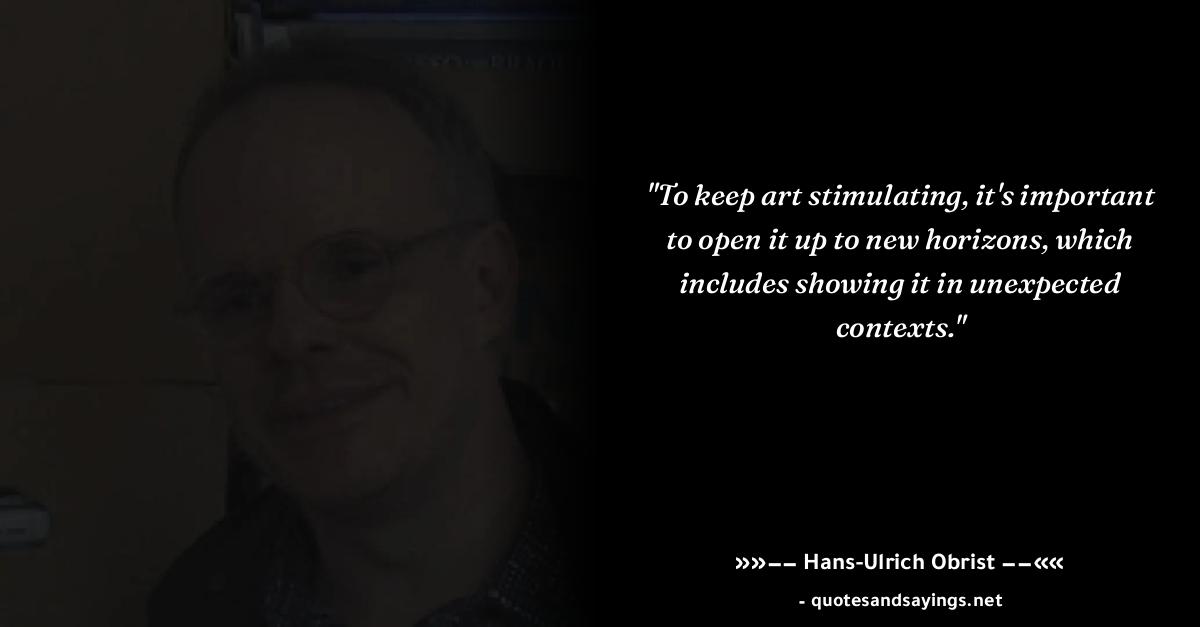 "To keep art stimulating, it's important
to open it up to new horizons, which
includes showing it in unexpected
contexts."
»»−− Hans-Ulrich Obrist −−««
- quotesandsayings.net